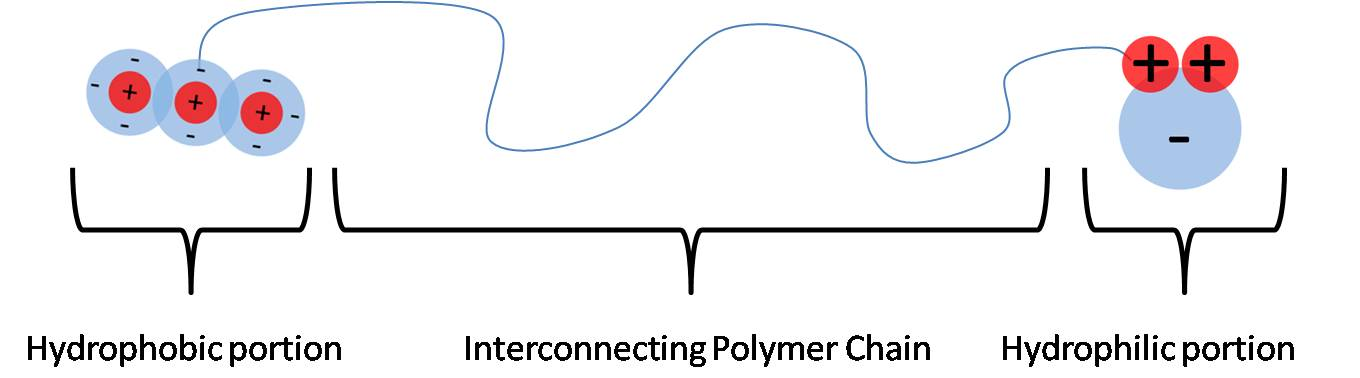 Hydrophobic portion
Interconnecting Polymer Chain
Hydrophilic portion